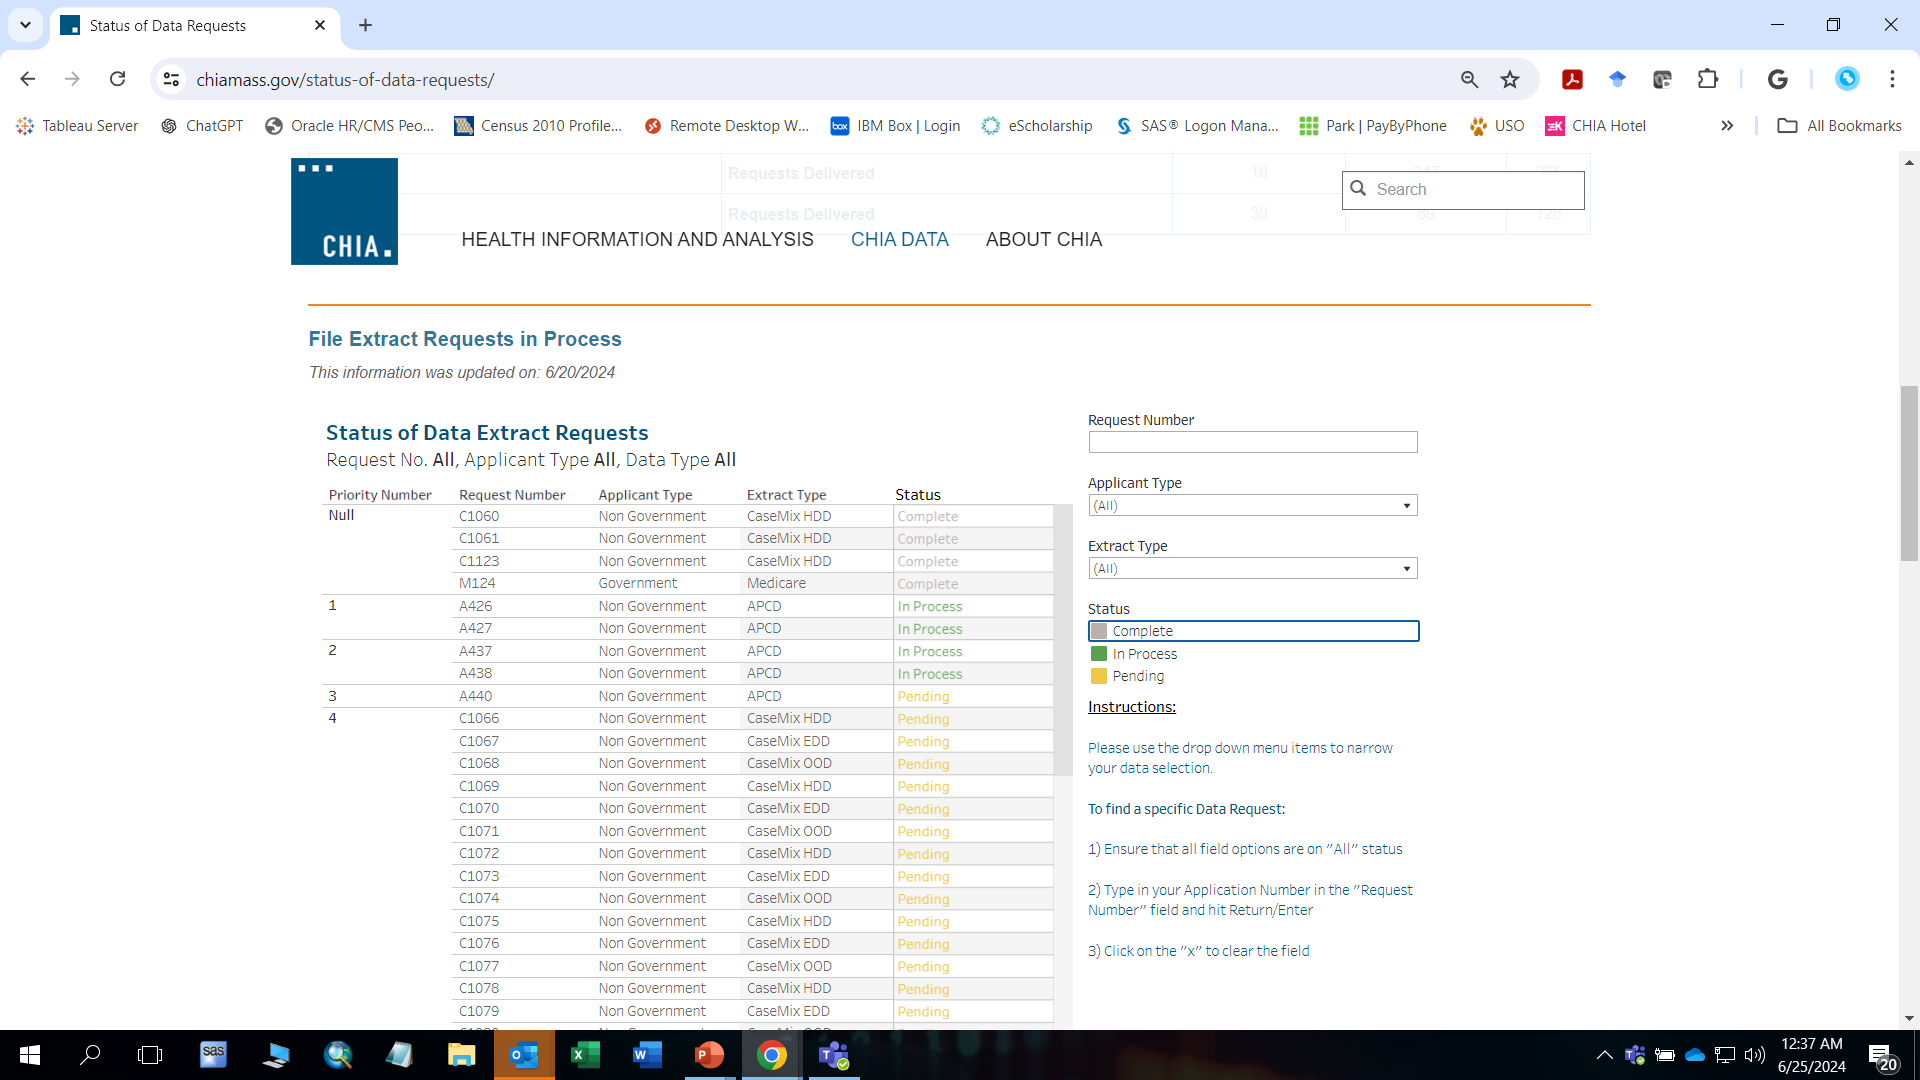 Status of Data Requests
chiamass.gov/status-of-data-requests/
Tableau Server ChatGPT Oracle HR/CMS Peo... Census 2010 Profile... Remote Desktop W... IBM Box | Login eScholarship SAS® Logon Mana... Park | PayByPhone USO CHIA Hotel » All Bookmarks
Requests Delivered 18
Search
Requests Delivered 39 89 128
CHIA.
HEALTH INFORMATION AND ANALYSIS CHIA DATA ABOUT CHIA
File Extract Requests in Process
This information was updated on: 6/20/2024
Status of Data Extract Requests
Request No. All, Applicant Type All, Data Type All
Priority Number Request Number Applicant Type Extract Type Status
Null C1060 Non Government CaseMix HDD Complete
C1061 Non Government CaseMix HDD Complete
C1123 Non Government CaseMix HDD Complete
M124 Government Medicare Complete
1 A426 Non Government APCD In Process
A427 Non Government APCD In Process
2 A437 Non Government APCD In Process
A438 Non Government APCD In Process
3 A440 Non Government APCD Pending
4 C1066 Non Government CaseMix HDD Pending
C1067 Non Government CaseMix EDD Pending
C1068 Non Government CaseMix OOD Pending
C1069 Non Government CaseMix HDD Pending
C1070 Non Government CaseMix EDD Pending
C1071 Non Government CaseMix OOD Pending
C1072 Non Government CaseMix HDD Pending
C1073 Non Government CaseMix EDD Pending
C1074 Non Government CaseMix OOD Pending
C1075 Non Government CaseMix HDD Pending
C1076 Non Government CaseMix EDD Pending
C1077 Non Government CaseMix OOD Pending
C1078 Non Government CaseMix HDD Pending
C1079 Non Government CaseMix EDD Pending
Request Number
Applicant Type
(All)
Extract Type
(All)
Status
Complete
In Process
Pending
Instructions:
Please use the drop down menu items to narrow
your data selection.
To find a specific Data Request:
1) Ensure that all field options are on "All" status
2) Type in your Application Number in the "Request
Number" field and hit Return/Enter
3) Click on the "x" to clear the field
12:37 AM
6/25/2024
20